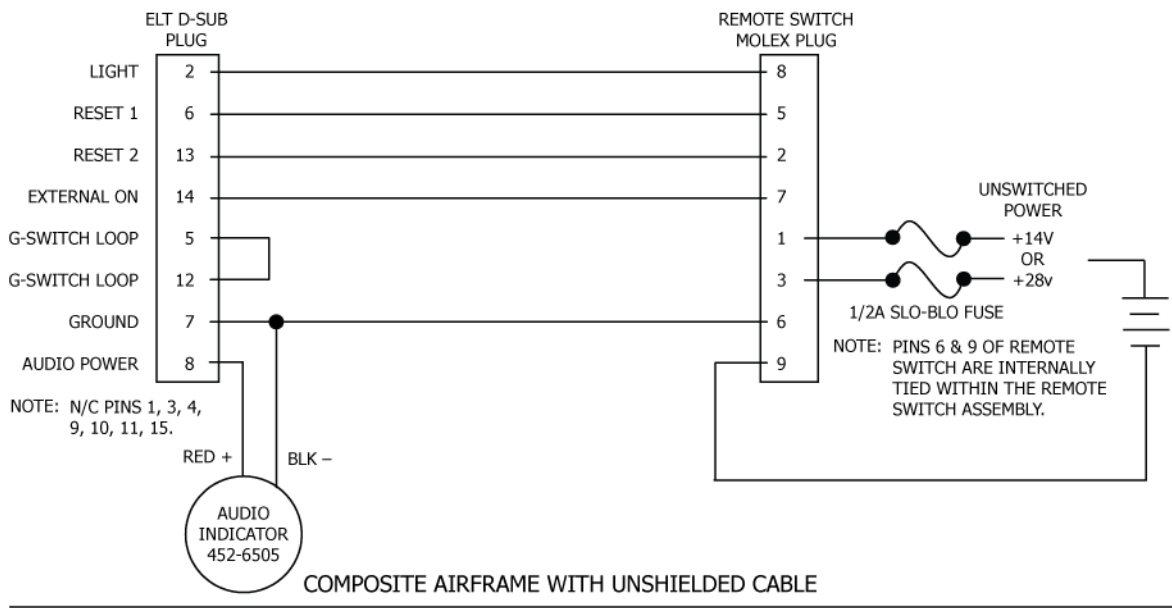 ELT D-SUB
PLUG
REMOTE SWITCH
MOLEX PLUG
LIGHT 2 8
RESET 1 6 5
RESET 2 13 2
EXTERNAL ON 14 7
UNSWITCHED
POWER
G-SWITCH LOOP 5 1 +14V
OR
G-SWITCH LOOP 12 3 +28v
1/2A SLO-BLO FUSE
GROUND 7 6
AUDIO POWER 8 9
NOTE: PINS 6 & 9 OF REMOTE
SWITCH ARE INTERNALLY
TIED WITHIN THE REMOTE
SWITCH ASSEMBLY.
NOTE: N/C PINS 1, 3, 4,
9, 10, 11, 15.
RED + BLK –
AUDIO
INDICATOR
452-6505
COMPOSITE AIRFRAME WITH UNSHIELDED CABLE